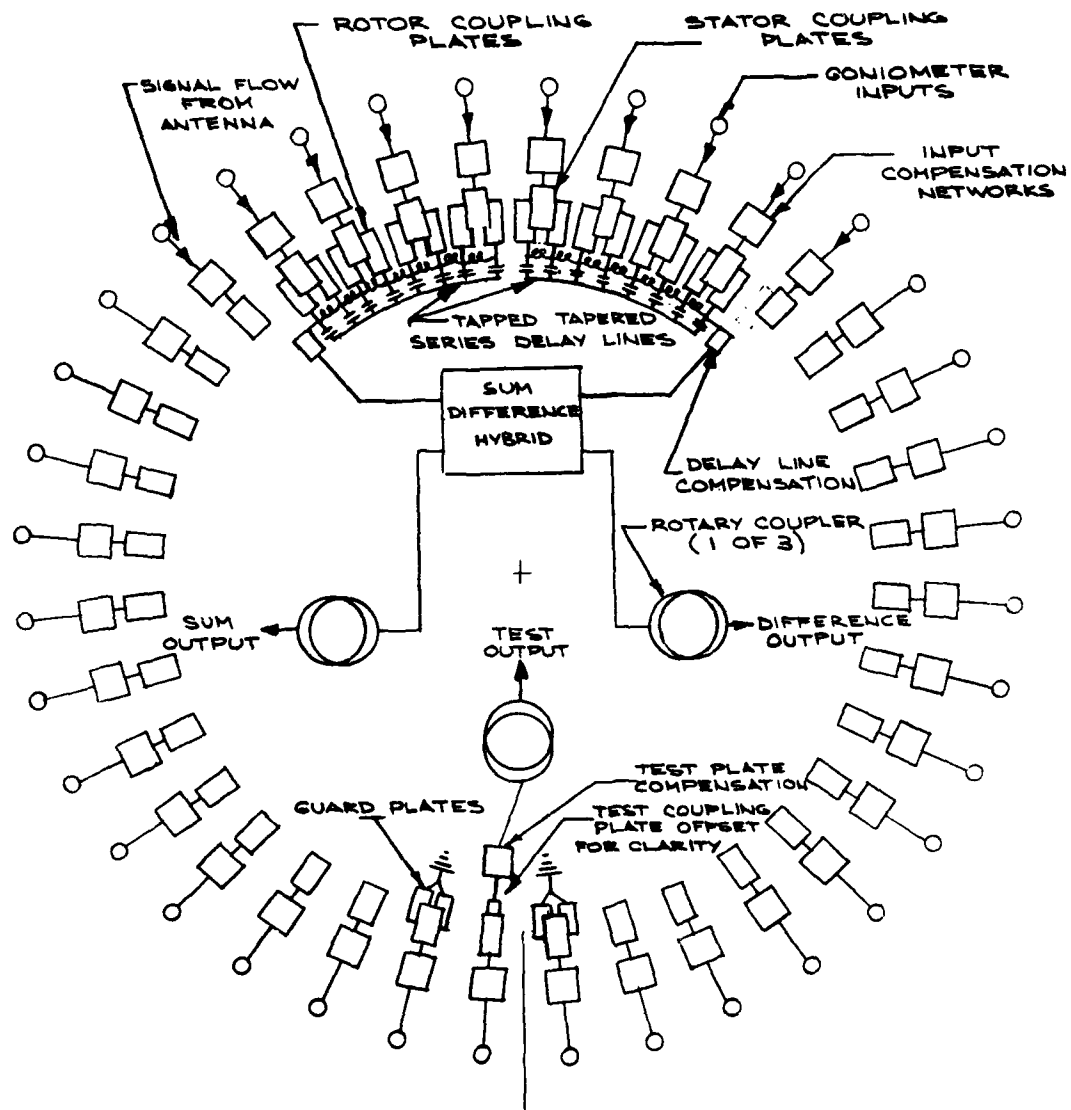 ROTOR COUPLING
PLATES
STATOR COUPLING
PLATES
SIGNAL FLOW
FROM
ANTENNA
GONIOMETER
INPUTS
INPUT
COMPENSATION
NETWORKS
TAPPED TAPERED
SERIES DELAY LINES
SUM
DIFFERENCE
HYBRID
DELAY LINE
COMPENSATION
ROTARY COUPLER
(1 OF 3)
SUM
OUTPUT
TEST
OUTPUT
DIFFERENCE
OUTPUT
TEST PLATE
COMPENSATION
GUARD PLATES
TEST COUPLING
PLATE OFFSET
FOR CLARITY